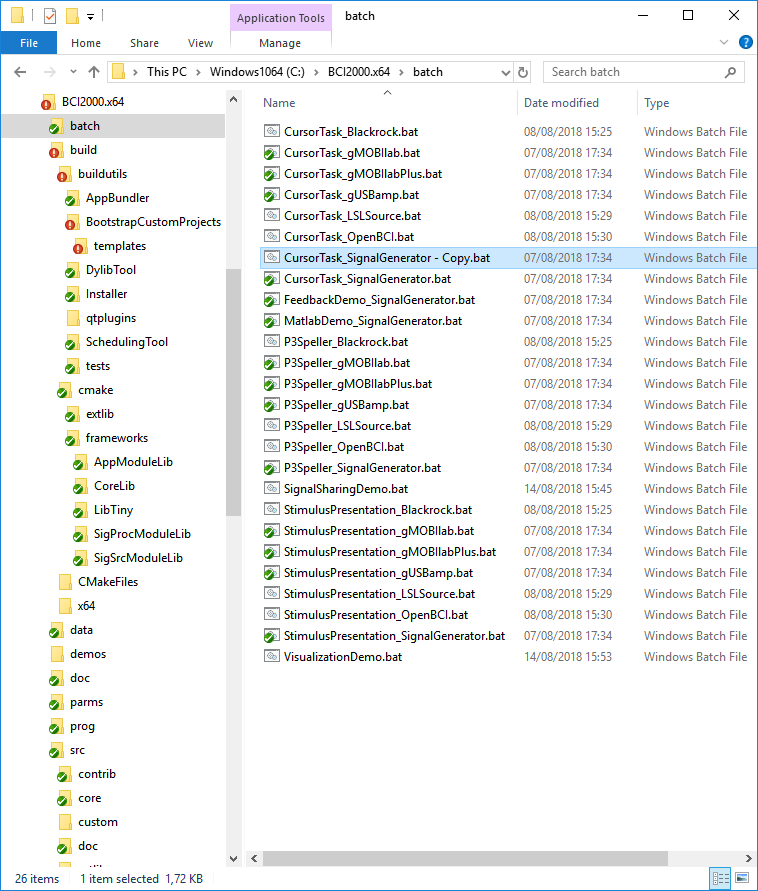 Application Tools
batch
File
Home
Share
View
Manage
This PC
Windows1064 (C:)
BCI2000.x64
batch
Search batch
BCI2000.x64
batch
build
buildutils
AppBundler
BootstrapCustomProjects
templates
DylibTool
Installer
qtplugins
SchedulingTool
tests
cmake
extlib
frameworks
AppModuleLib
CoreLib
LibTiny
SigProcModuleLib
SigSrcModuleLib
CMakeFiles
x64
data
demos
doc
parms
prog
src
contrib
core
custom
doc
Name Date modified Type
CursorTask_Blackrock.bat 08/08/2018 15:25 Windows Batch File
CursorTask_gMOBIlab.bat 07/08/2018 17:34 Windows Batch File
CursorTask_gMOBIlabPlus.bat 07/08/2018 17:34 Windows Batch File
CursorTask_gUSBamp.bat 07/08/2018 17:34 Windows Batch File
CursorTask_LSLSource.bat 08/08/2018 15:29 Windows Batch File
CursorTask_OpenBCI.bat 08/08/2018 15:30 Windows Batch File
CursorTask_SignalGenerator - Copy.bat 07/08/2018 17:34 Windows Batch File
CursorTask_SignalGenerator.bat 07/08/2018 17:34 Windows Batch File
FeedbackDemo_SignalGenerator.bat 07/08/2018 17:34 Windows Batch File
MatlabDemo_SignalGenerator.bat 07/08/2018 17:34 Windows Batch File
P3Speller_Blackrock.bat 08/08/2018 15:25 Windows Batch File
P3Speller_gMOBIlab.bat 07/08/2018 17:34 Windows Batch File
P3Speller_gMOBIlabPlus.bat 07/08/2018 17:34 Windows Batch File
P3Speller_gUSBamp.bat 07/08/2018 17:34 Windows Batch File
P3Speller_LSLSource.bat 08/08/2018 15:29 Windows Batch File
P3Speller_OpenBCI.bat 08/08/2018 15:30 Windows Batch File
P3Speller_SignalGenerator.bat 07/08/2018 17:34 Windows Batch File
SignalSharingDemo.bat 14/08/2018 15:45 Windows Batch File
StimulusPresentation_Blackrock.bat 08/08/2018 15:25 Windows Batch File
StimulusPresentation_gMOBIlab.bat 07/08/2018 17:34 Windows Batch File
StimulusPresentation_gMOBIlabPlus.bat 07/08/2018 17:34 Windows Batch File
StimulusPresentation_gUSBamp.bat 07/08/2018 17:34 Windows Batch File
StimulusPresentation_LSLSource.bat 08/08/2018 15:29 Windows Batch File
StimulusPresentation_OpenBCI.bat 08/08/2018 15:30 Windows Batch File
StimulusPresentation_SignalGenerator.bat 07/08/2018 17:34 Windows Batch File
VisualizationDemo.bat 14/08/2018 15:53 Windows Batch File
26 items 1 item selected 1,72 KB